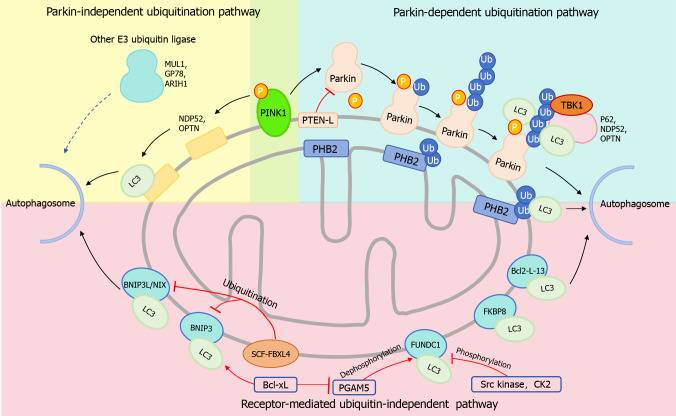 Parkin-independent ubiquitination pathway
Parkin-dependent ubiquitination pathway
Other E3 ubiquitin ligase
MUL1,
GP78,
ARIH1
P
PINK1
NDP52,
OPTN
LC3
Autophagosome
PTEN-L
Parkin
P
P
Ub
Parkin
P
Ub
Ub
Ub
Ub
Parkin
P
Ub
Ub
Ub
Ub
Parkin
LC3
LC3
TBK1
P62,
NDP52,
OPTN
PHB2
PHB2
Ub
Ub
PHB2
Ub
Ub
LC3
Autophagosome
BNIP3L/NIX
LC3
Ubiquitination
BNIP3
LC3
SCF-FBXL4
Bcl-xL
PGAM5
Dephosphorylation
FUNDC1
LC3
Phosphorylation
Src kinase, CK2
FKBP8
LC3
Bcl2-L-13
LC3
Receptor-mediated ubiquitin-independent pathway